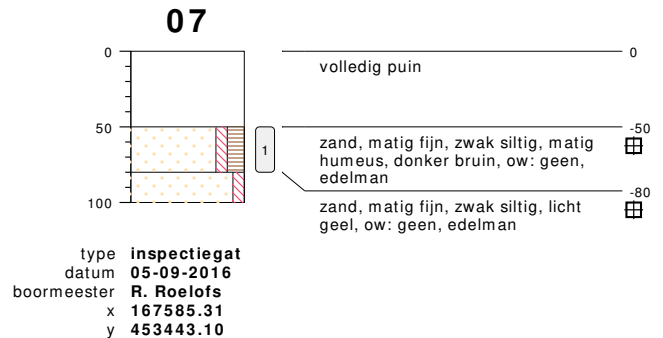 07
0
0
volledig puin
50
-50
zand, matig fijn, zwak siltig, matig
humeus, donker bruin, ow: geen,
edelman
1
-80
zand, matig fijn, zwak siltig, licht
geel, ow: geen, edelman
100
type inspectiegat
datum 05-09-2016
boormeester R. Roelofs
x 167585.31
y 453443.10